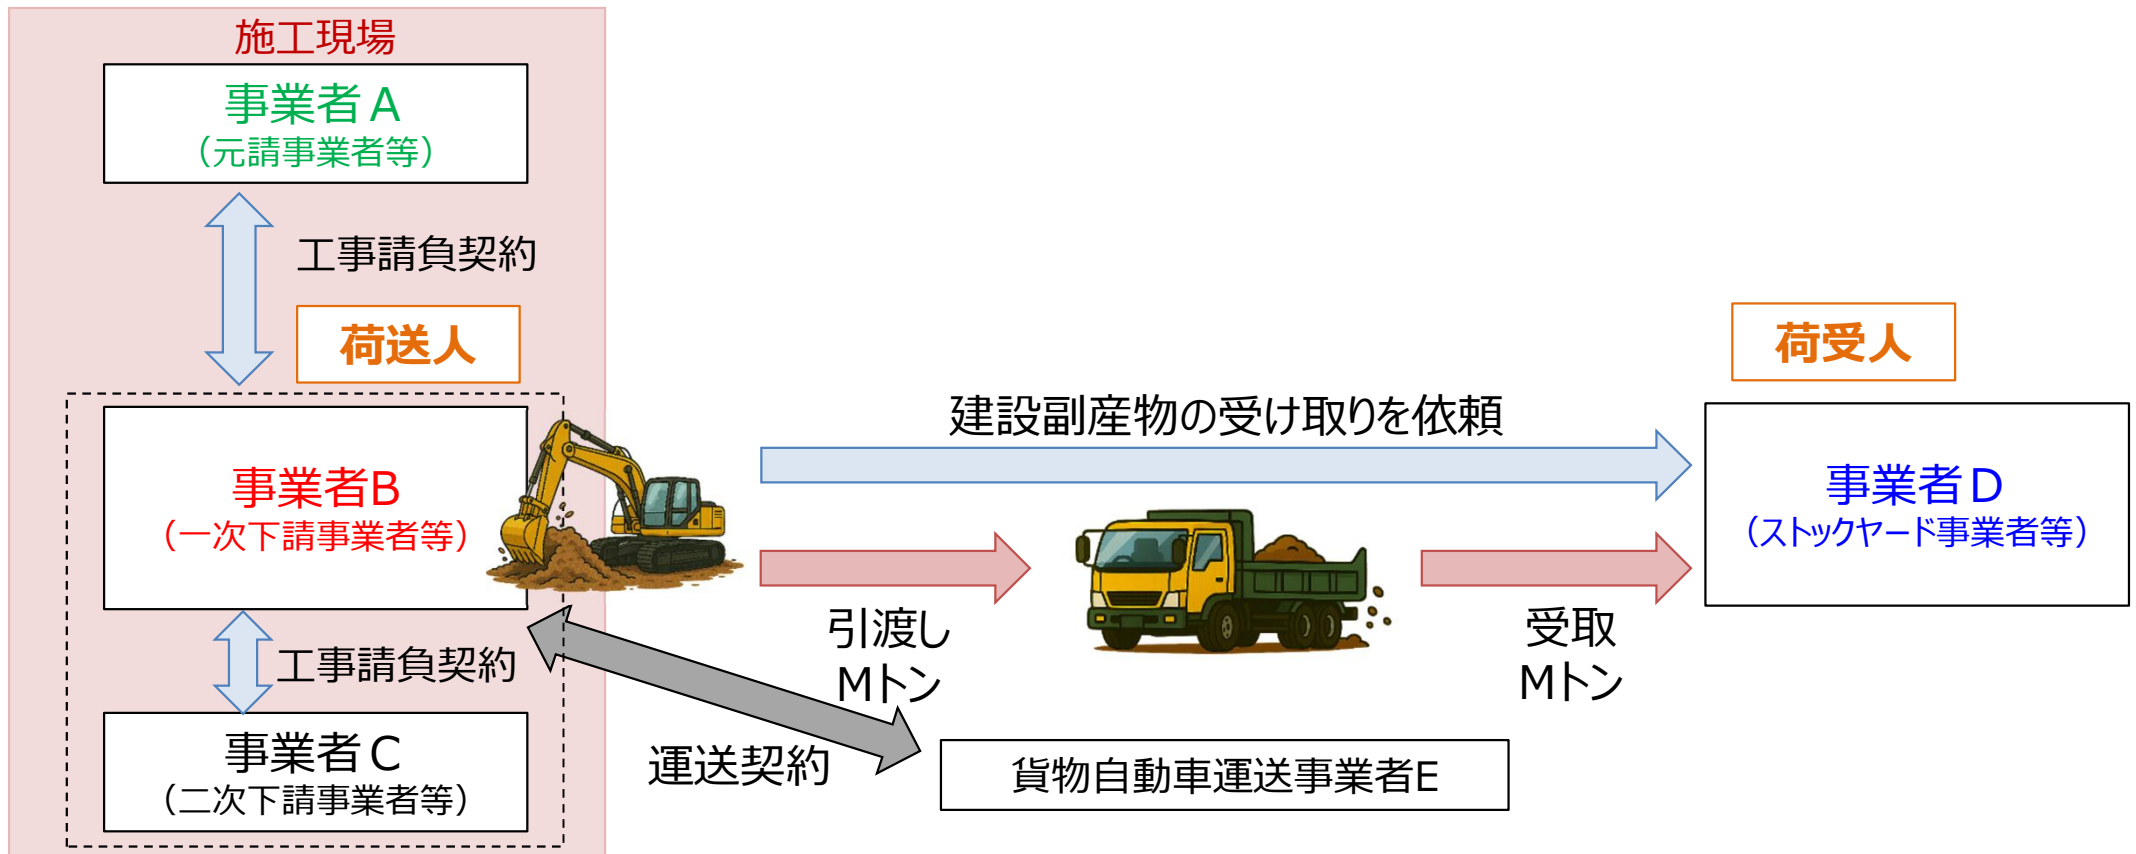 施工現場
事業者A
（元請事業者等）
工事請負契約
荷送人
荷受人
建設副産物の受け取りを依頼
事業者B
（一次下請事業者等）
事業者D
（ストックヤード事業者等）
引渡し
Mトン
受取
Mトン
工事請負契約
事業者C
（二次下請事業者等）
運送契約
貨物自動車運送事業者E